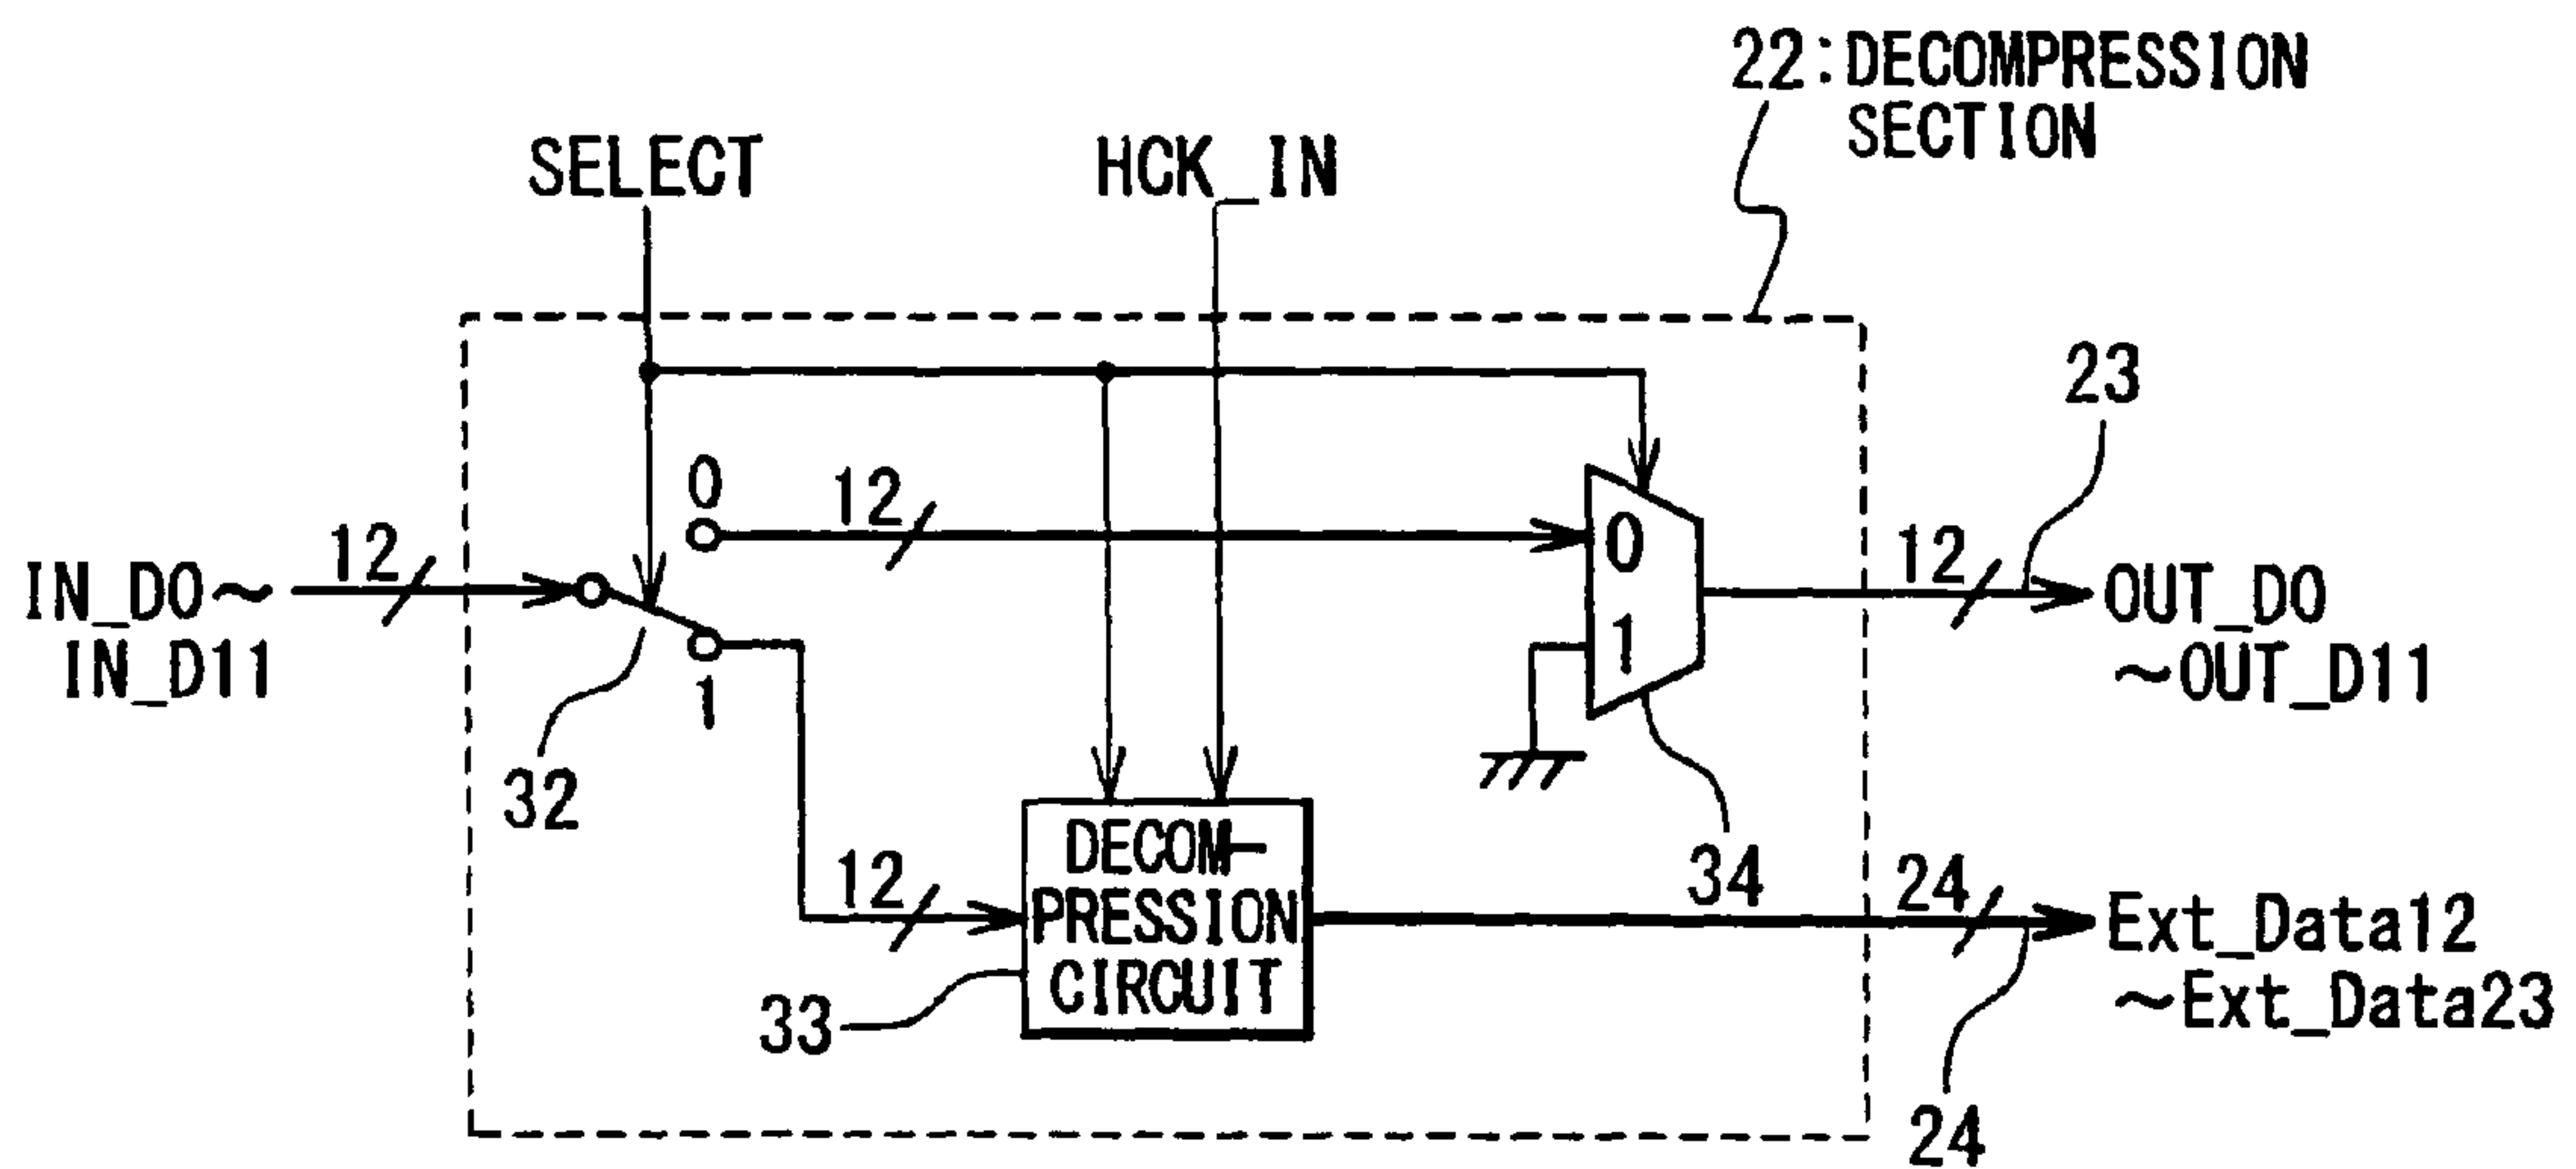 22:DECOMPRESSION
SECTION
SELECT
HCK_IN
23
0
12
12
12
0
IN_D0~
IN_D11
OUT_D0
~OUT_D11
1
1
32
34
12
24
DECOM-
PRESSION
CIRCUIT
Ext_Data12
~Ext_Data23
33
24